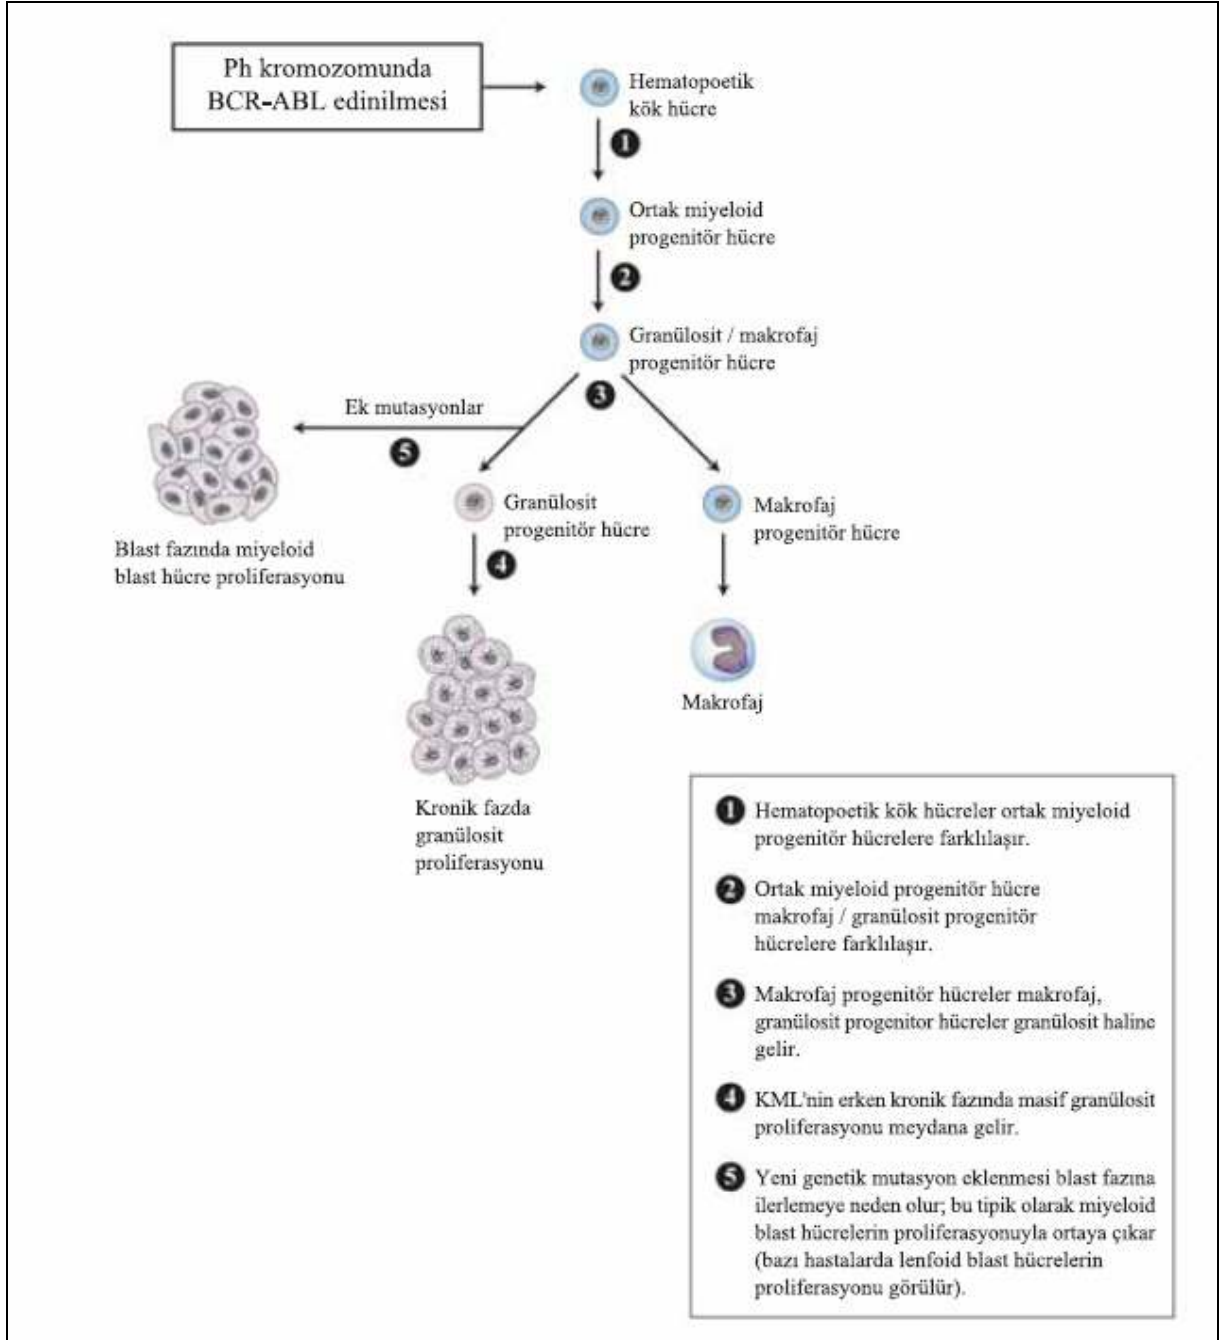 Ph kromozomunda
BCR-ABL edinilmesi
Hematopoetik
kök hücre
1
Ortak miyeloid
progenitör hücre
2
Granülosit / makrofaj
progenitör hücre
3
Ek mutasyonlar
5
Granülosit
progenitör hücre
Makrofaj
progenitör hücre
Blast fazında miyeloid
blast hücre proliferasyonu
4
Makrofaj
Kronik fazda
granülosit
proliferasyonu
1 Hematopoetik kök hücreler ortak miyeloid
progenitör hücrelere farklılaşır.
2 Ortak miyeloid progenitör hücre
makrofaj / granülosit progenitör
hücrelere farklılaşır.
3 Makrofaj progenitör hücreler makrofaj,
granülosit progenitor hücreler granülosit haline
gelir.
4 KML'nin erken kronik fazında masif granülosit
proliferasyonu meydana gelir.
5 Yeni genetik mutasyon eklenmesi blast fazına
ilerlemeye neden olur; bu tipik olarak miyeloid
blast hücrelerin proliferasyonuyla ortaya çıkar
(bazı hastalarda lenfoid blast hücrelerin
proliferasyonu görülür).